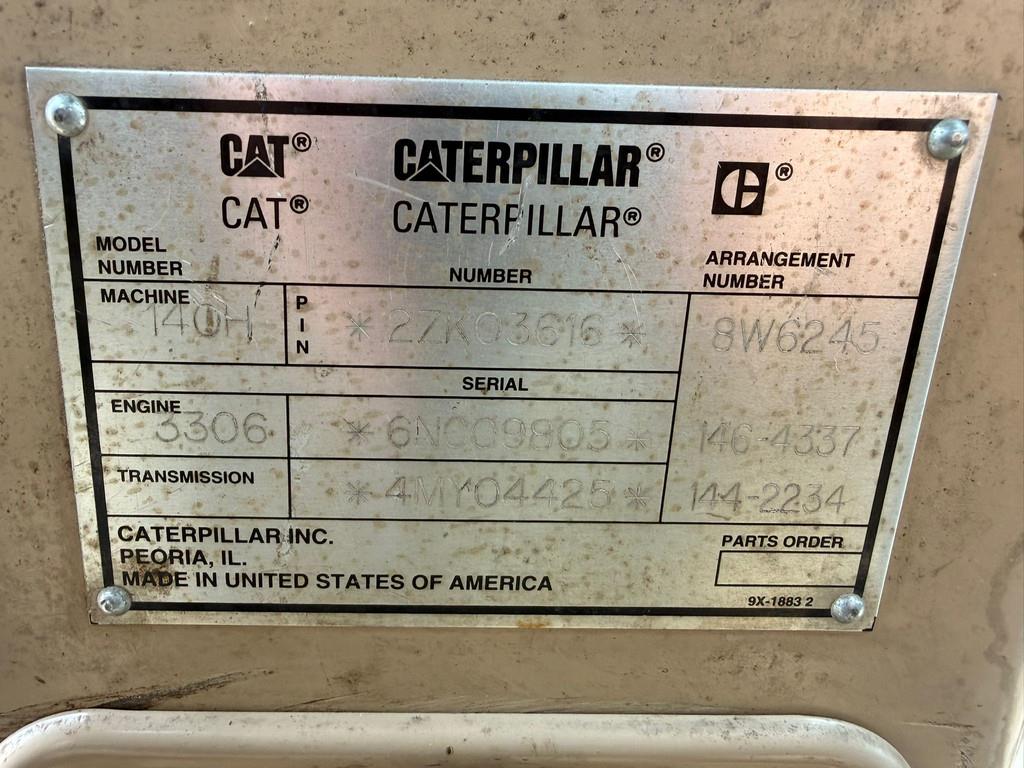 CAT® CATERPILLAR® ®
CAT® CATERPILLAR®
MODEL NUMBER
NUMBER
ARRANGEMENT NUMBER
MACHINE
140H
PIN
*2ZK03616*
8W6245
SERIAL
ENGINE
3306
*6NC09805*
146-4337
TRANSMISSION
*4MY04425*
144-2234
CATERPILLAR INC.
PEORIA, IL.
MADE IN UNITED STATES OF AMERICA
PARTS ORDER
9X-1883 2